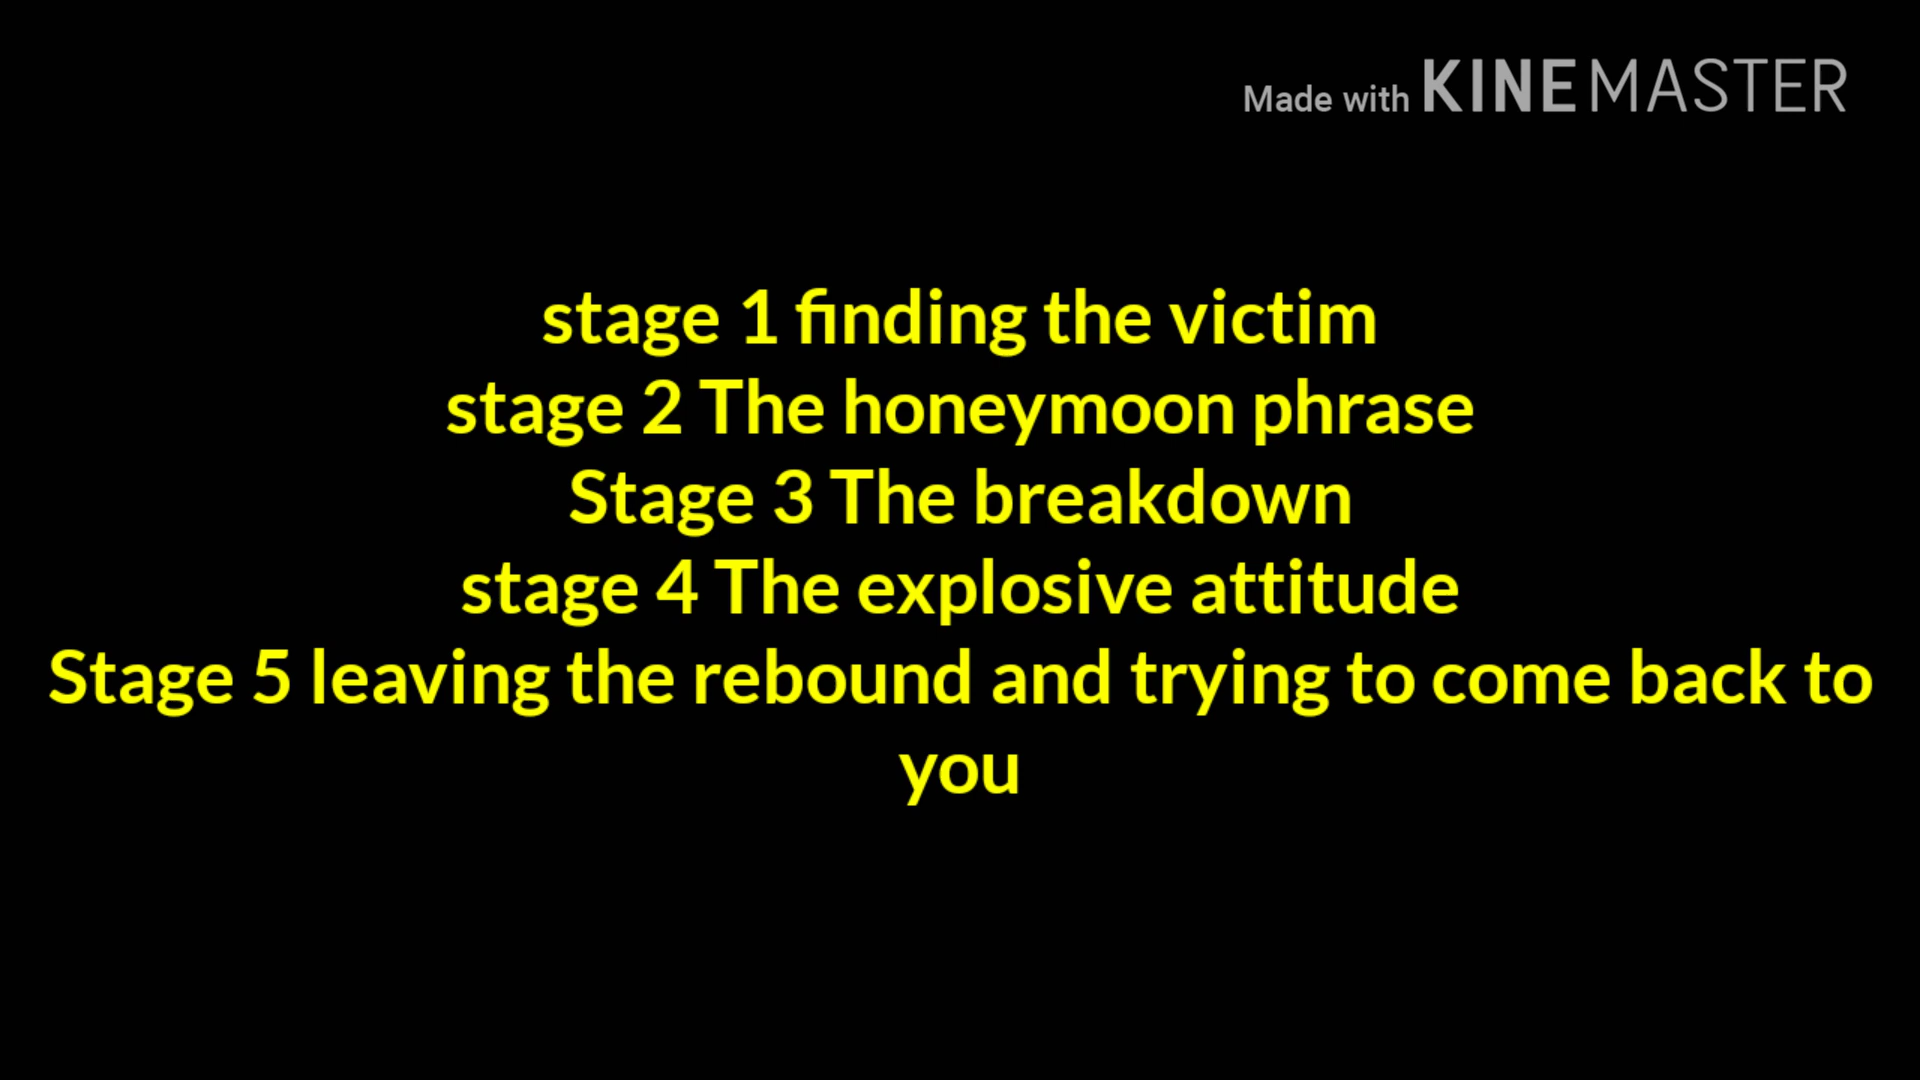 Made with KINEMASTER
stage 1 finding the victim
stage 2 The honeymoon phrase
Stage 3 The breakdown
stage 4 The explosive attitude
Stage 5 leaving the rebound and trying to come back to
you